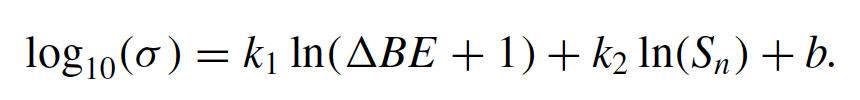 log₁₀(σ) = k₁ ln(ΔBE + 1) + k₂ ln(Sₙ) + b.